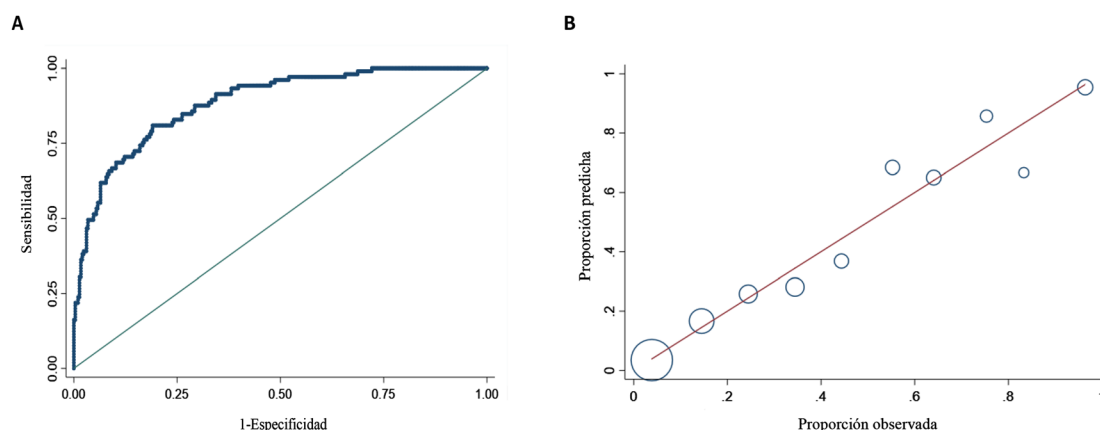 A
Sensibilidad
1.00
0.75
0.50
0.25
0.00
0.00 0.25 0.50 0.75 1.00
1-Especificidad
B
Proporción predicha
1
.8
.6
.4
.2
0
0 .2 .4 .6 .8 1
Proporción observada